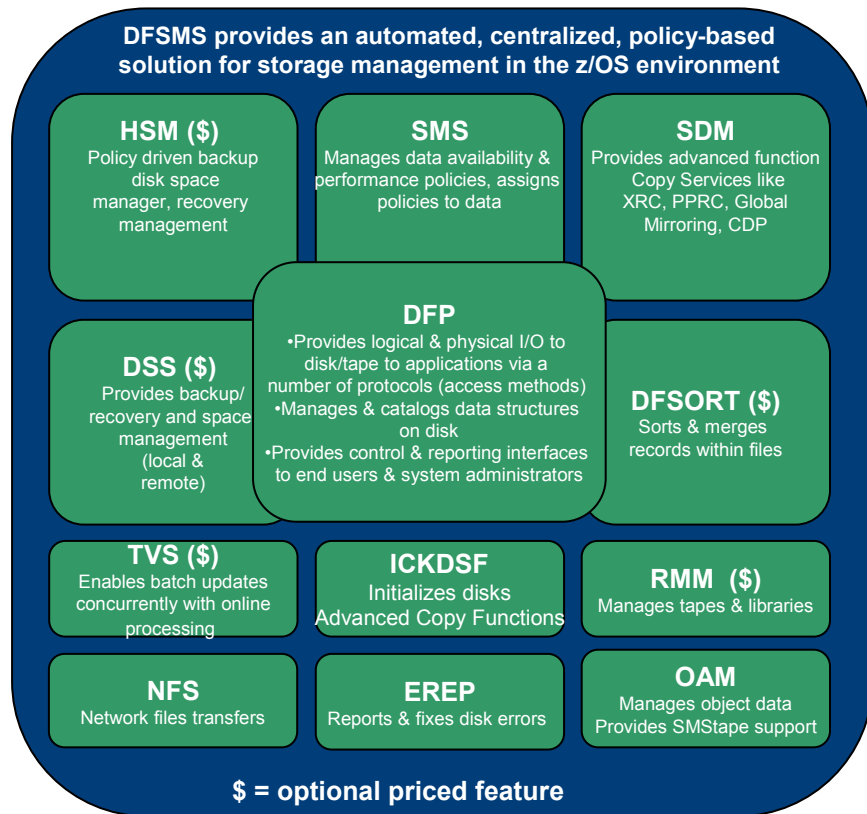 DFSMS provides an automated, centralized, policy-based
solution for storage management in the z/OS environment
HSM ($)
Policy driven backup
disk space
manager, recovery
management
SMS
Manages data availability &
performance policies, assigns
policies to data
SDM
Provides advanced function
Copy Services like
XRC, PPRC, Global
Mirroring, CDP
DFP
•Provides logical & physical I/O to
disk/tape to applications via a
number of protocols (access methods)
•Manages & catalogs data structures
on disk
•Provides control & reporting interfaces
to end users & system administrators
DSS ($)
Provides backup/
recovery and space
management
(local &
remote)
DFSORT ($)
Sorts & merges
records within files
TVS ($)
Enables batch updates
concurrently with online
processing
ICKDSF
Initializes disks
Advanced Copy Functions
RMM ($)
Manages tapes & libraries
NFS
Network files transfers
EREP
Reports & fixes disk errors
OAM
Manages object data
Provides SMStape support
$ = optional priced feature